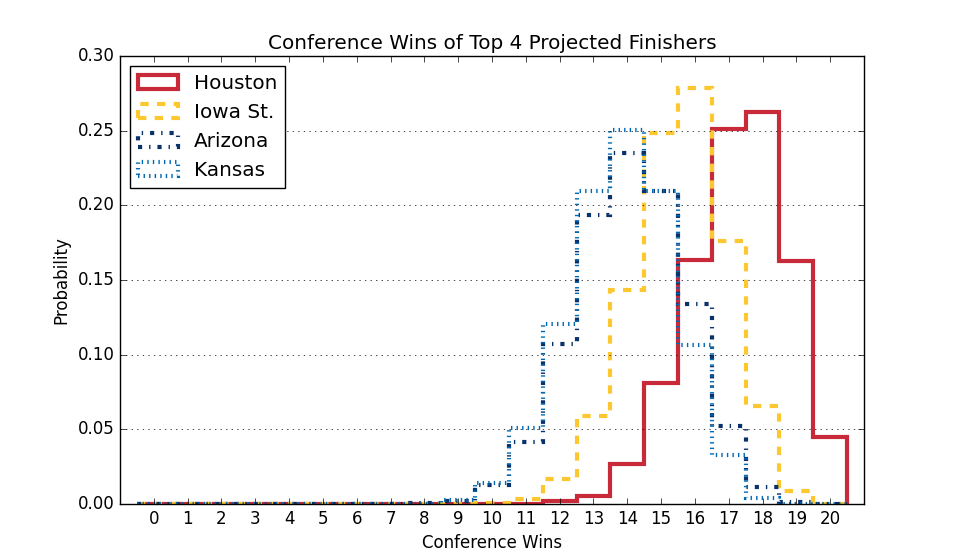 Conference Wins of Top 4 Projected Finishers
Houston
Iowa St.
Arizona
Kansas
Probability
0.30
0.25
0.20
0.15
0.10
0.05
0.00
0 1 2 3 4 5 6 7 8 9 10 11 12 13 14 15 16 17 18 19 20
Conference Wins